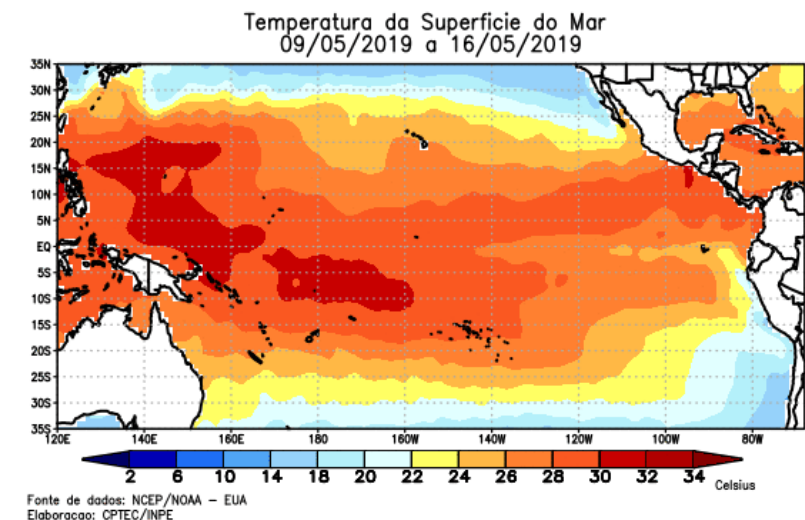 Temperatura da Superficie do Mar
09/05/2019 a 16/05/2019
35N
30N
25N
20N
15N
10N
5N
EQ
5S
10S
15S
20S
25S
30S
35S
120E 140E 160E 180 160W 140W 120W 100W 80W
2 6 10 14 18 20 22 24 26 28 30 32 34 Celsius
Fonte de dados: NCEP/NOAA - EUA
Elaboracao: CPTEC/INPE